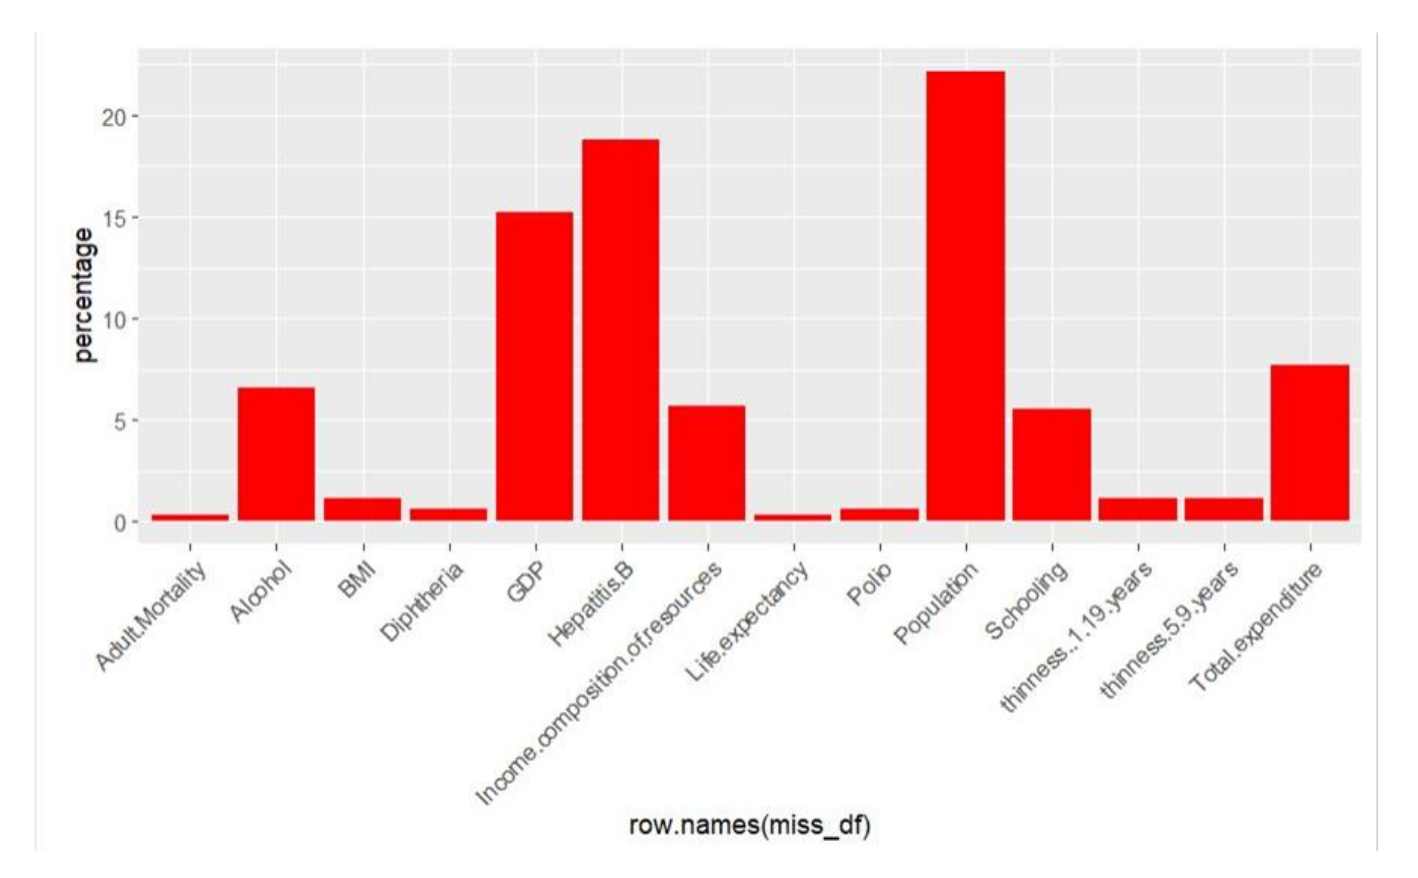 percentage
20
15
10
5
0
Adult.Mortality
Alcohol
BMI
Diphtheria
GDP
Hepatitis.B
Income.composition.of.resources
Life.expectancy
Polio
Population
Schooling
thinness..1.19.years
thinness.5.9.years
Total.expenditure
row.names(miss_df)